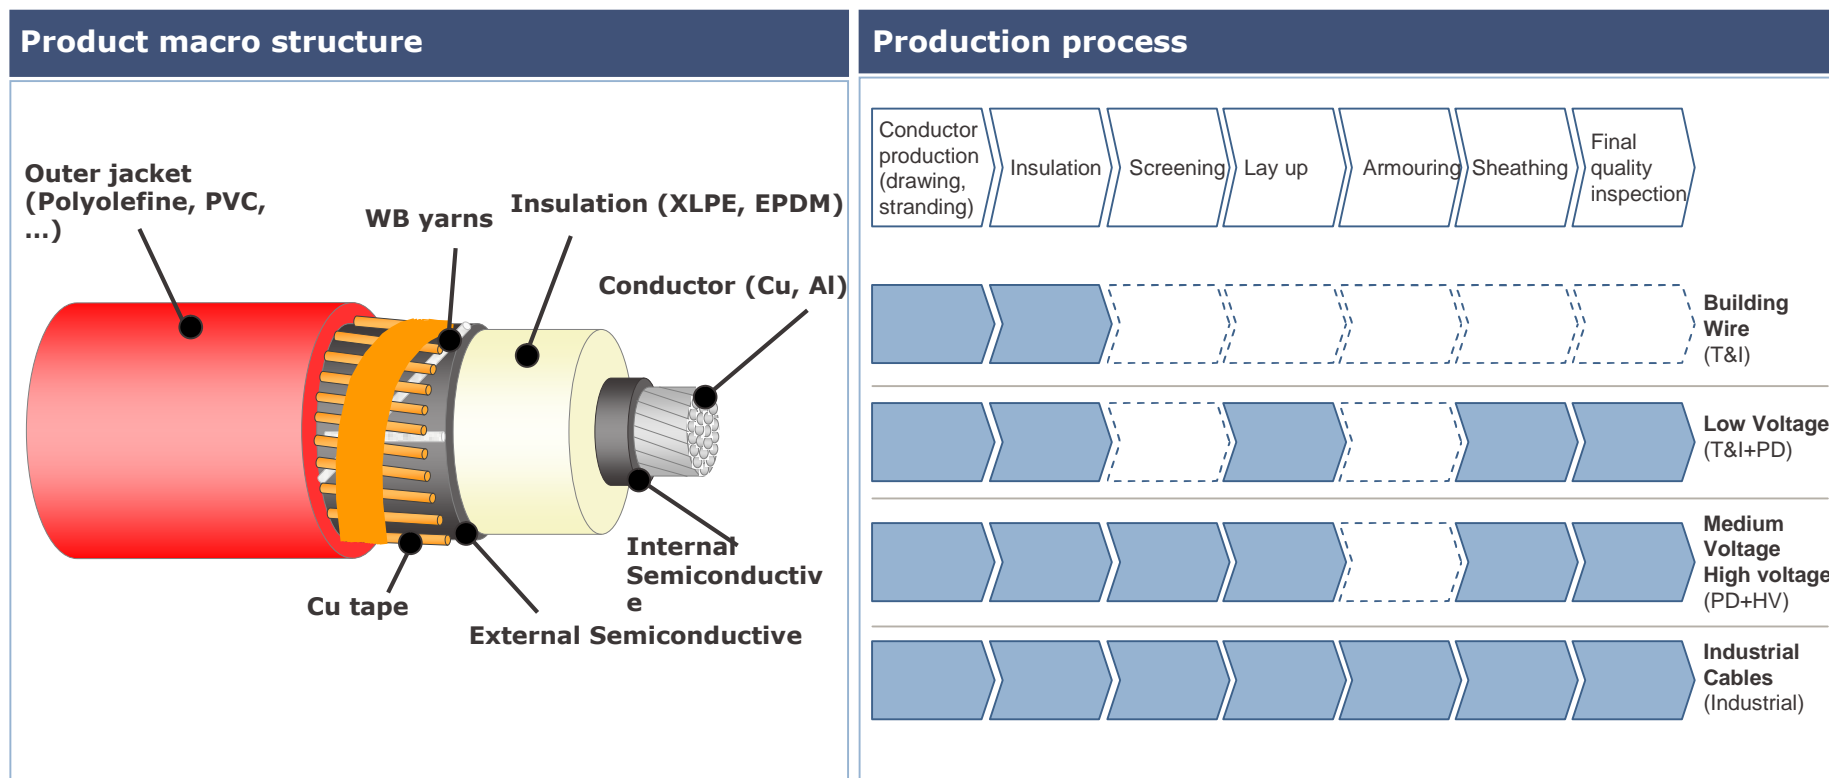 Product macro structure
Outer jacket
(Polyolefine, PVC,
...)
WB yarns
Insulation (XLPE, EPDM)
Conductor (Cu, Al)
Internal
Semiconductiv
e
Cu tape
External Semiconductive
Production process
Conductor
production
(drawing,
stranding)
Insulation
Screening
Lay up
Armouring
Sheathing
Final
quality
inspection
Building
Wire
(T&I)
Low Voltage
(T&I+PD)
Medium
Voltage
High voltage
(PD+HV)
Industrial
Cables
(Industrial)